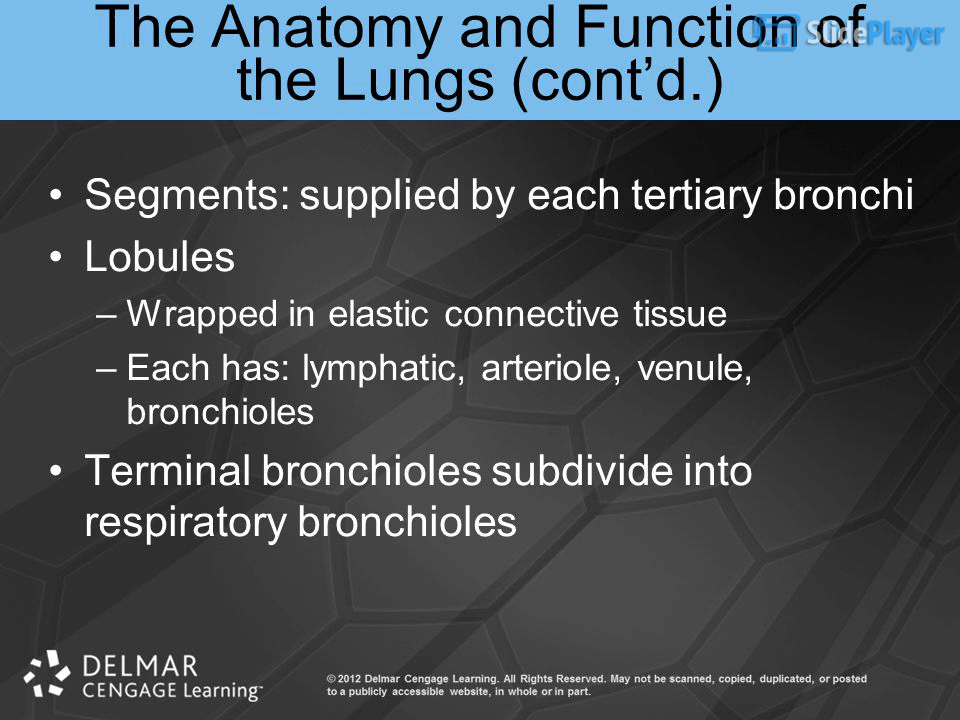 The Anatomy and Function of
the Lungs (cont’d.)
SlidePlayer
• Segments: supplied by each tertiary bronchi
• Lobules
– Wrapped in elastic connective tissue
– Each has: lymphatic, arteriole, venule,
bronchioles
• Terminal bronchioles subdivide into
respiratory bronchioles
DELMAR
CENGAGE Learning™
© 2012 Delmar Cengage Learning. All Rights Reserved. May not be scanned, copied, duplicated, or posted
to a publicly accessible website, in whole or in part.